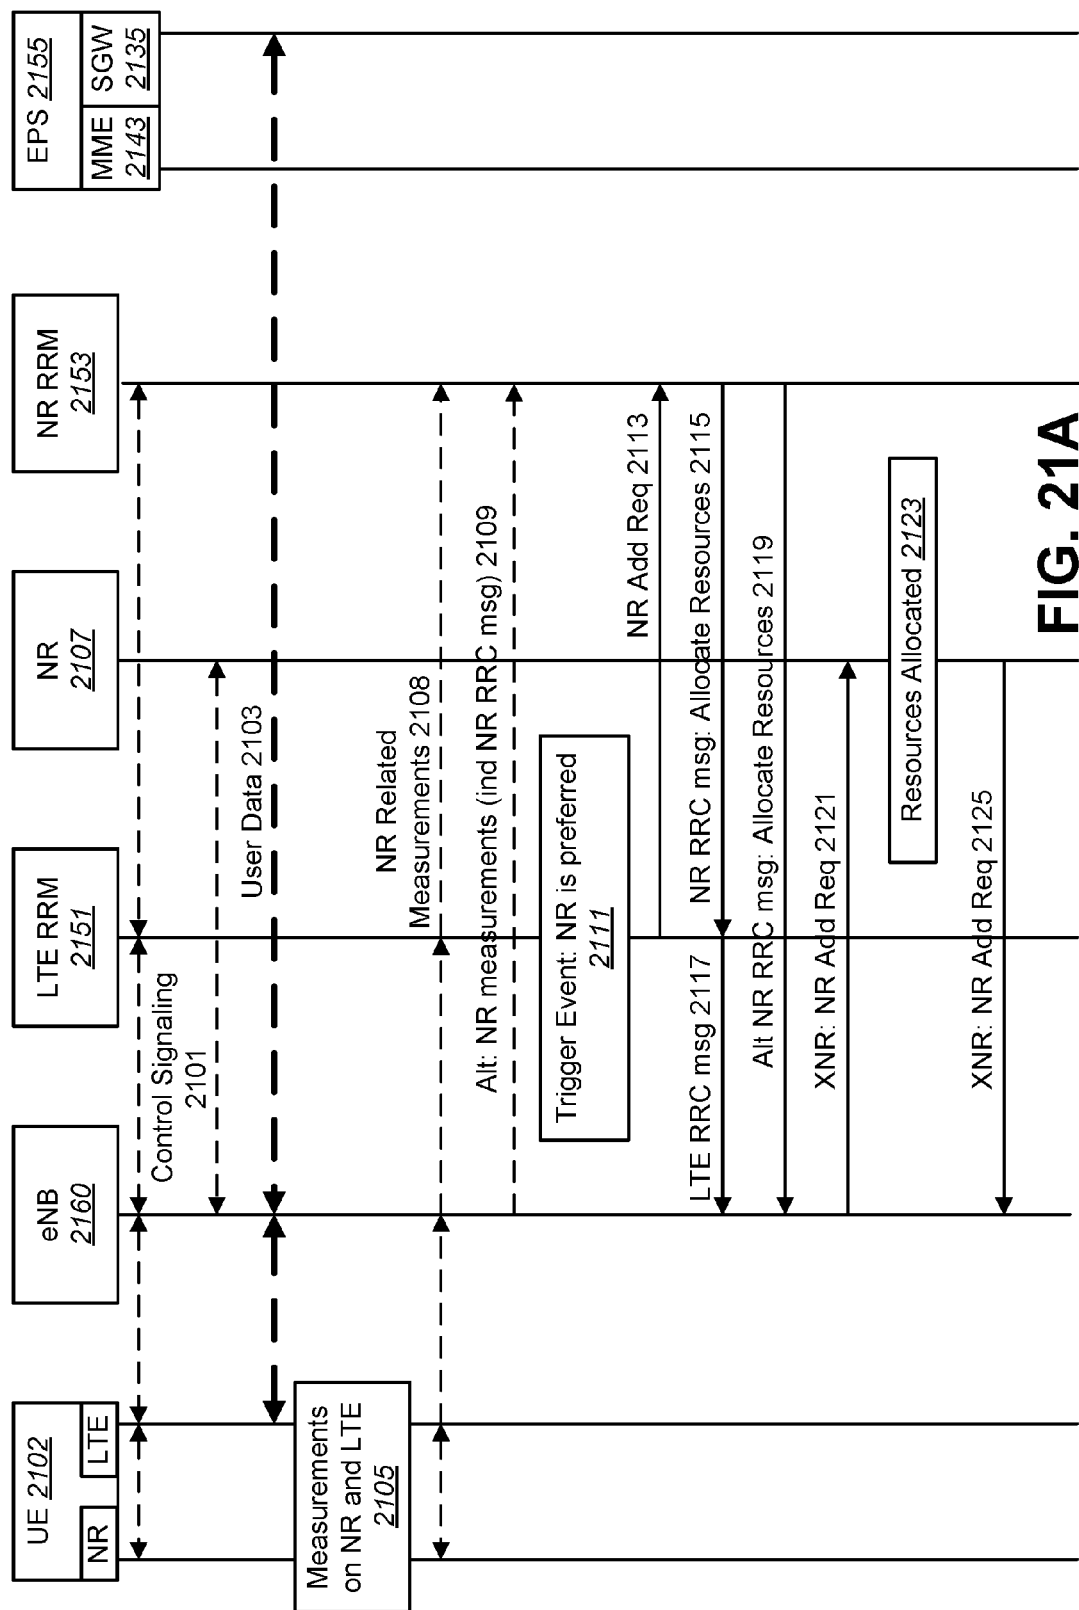 UE 2102
NR
LTE
eNB
2160
LTE RRM
2151
NR
2107
NR RRM
2153
EPS 2155
MME
2143
SGW
2135
Control Signaling
2101
User Data 2103
Measurements
on NR and LTE
2105
NR Related
Measurements 2108
Alt: NR measurements (ind NR RRC msg) 2109
Trigger Event: NR is preferred
2111
NR Add Req 2113
LTE RRC msg 2117
NR RRC msg: Allocate Resources 2115
Alt NR RRC msg: Allocate Resources 2119
XNR: NR Add Req 2121
Resources Allocated 2123
XNR: NR Add Req 2125
FIG. 21A